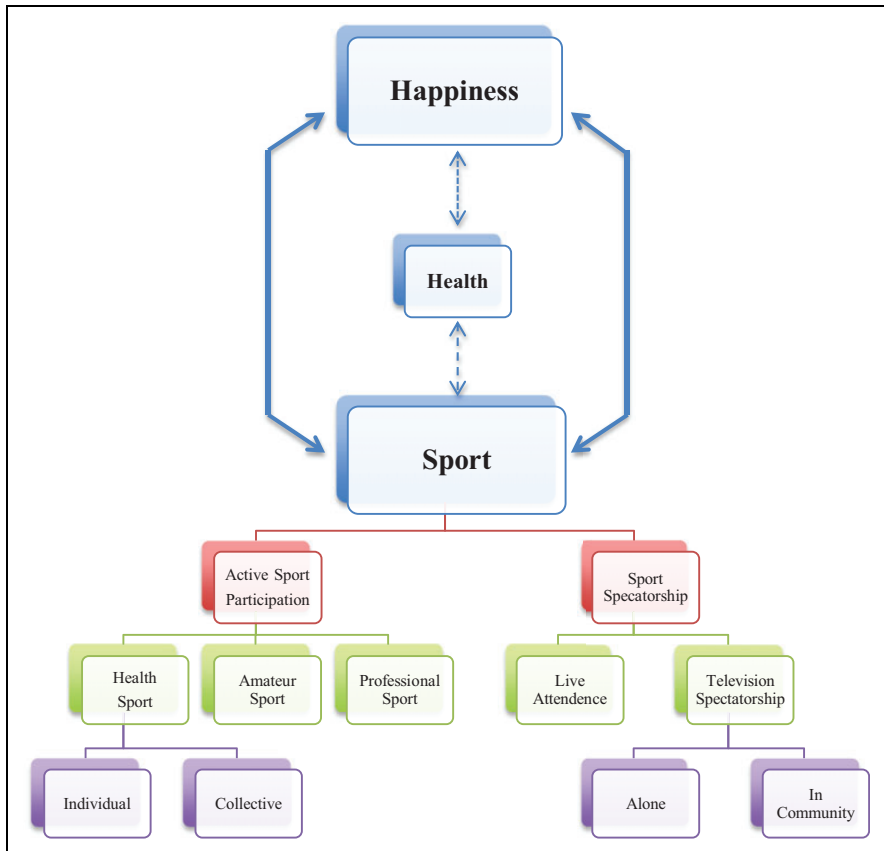 Happiness
Health
Sport
Active Sport
Participation
Sport
Specatorship
Health
Sport
Amateur
Sport
Professional
Sport
Live
Attendence
Television
Spectatorship
Individual
Collective
Alone
In
Community